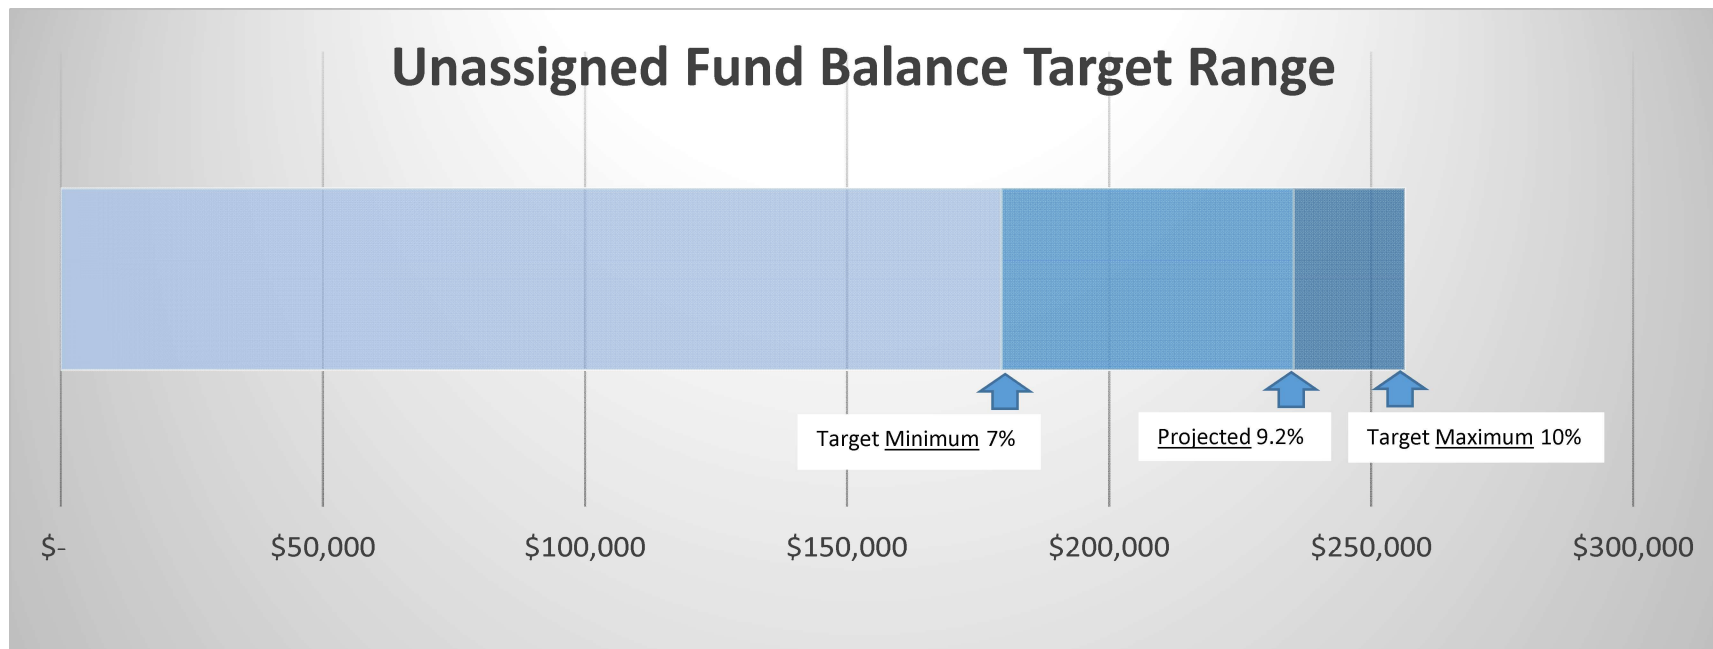 Unassigned Fund Balance Target Range
Target Minimum 7%
Projected 9.2%
Target Maximum 10%
$-
$50,000
$100,000
$150,000
$200,000
$250,000
$300,000